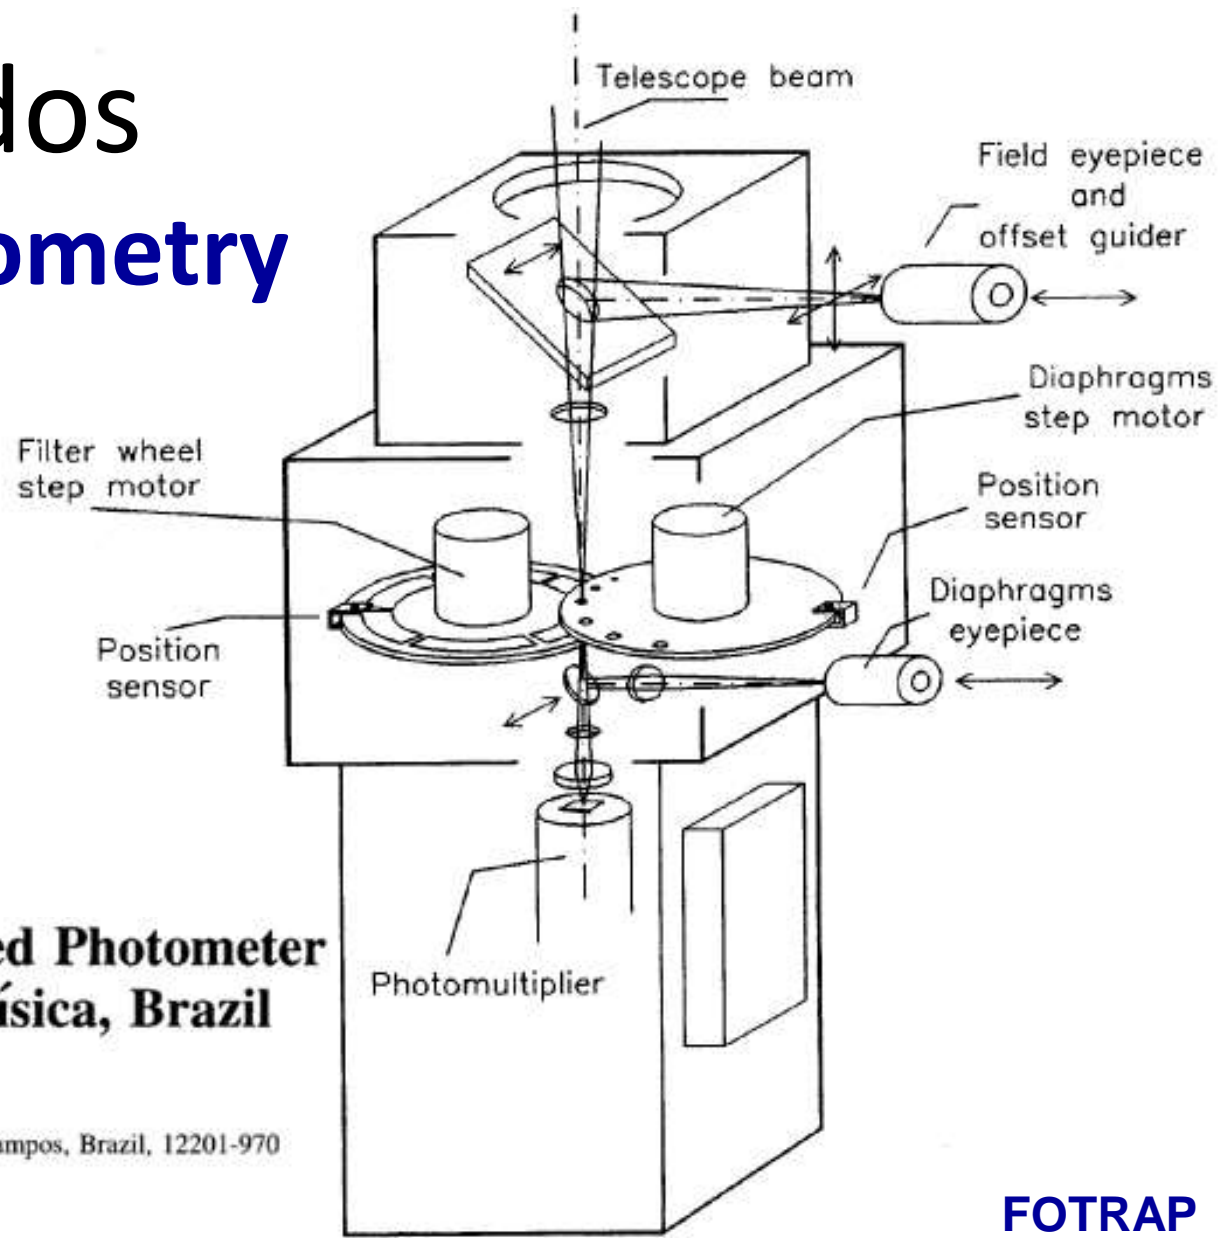 dos
ometry
Telescope beam
Field eyepiece
and
offset guider
Diaphragms
step motor
Filter wheel
step motor
Position
sensor
Diaphragms
eyepiece
Position
sensor
ed Photometer
ísica, Brazil
Photomultiplier
ampos, Brazil, 12201-970
FOTRAP